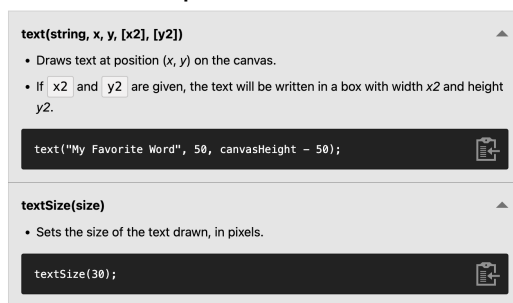 text(string, x, y, [x2], [y2])
• Draws text at position (x, y) on the canvas.
• If x2 and y2 are given, the text will be written in a box with width x2 and height
y2.
text("My Favorite Word", 50, canvasHeight - 50);
textSize(size)
• Sets the size of the text drawn, in pixels.
textSize(30);